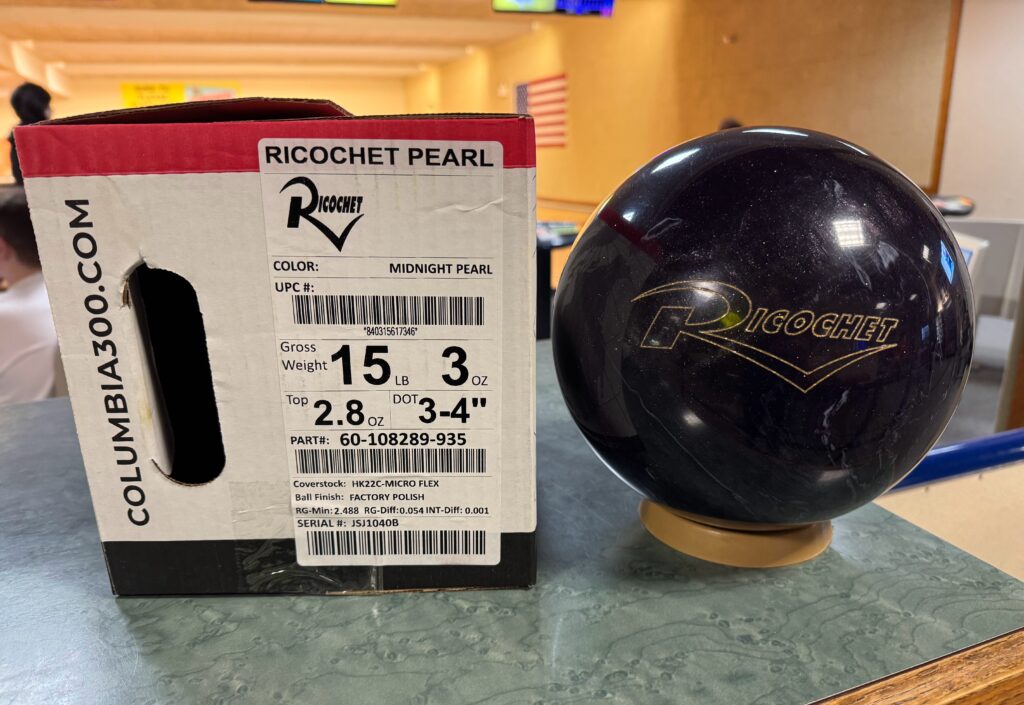 COLUMBIA300.COM
RICOCHET PEARL
RICOCHET
COLOR: MIDNIGHT PEARL
UPC #:
*840315617346*
Gross Weight 15 LB 3 OZ
Top 2.8 OZ DOT 3-4"
PART#: 60-108289-935
Coverstock: HK22C-MICRO FLEX
Ball Finish: FACTORY POLISH
RG-Min: 2.488 RG-Diff:0.054 INT-Diff: 0.001
SERIAL #: JSJ1040B
RICOCHET